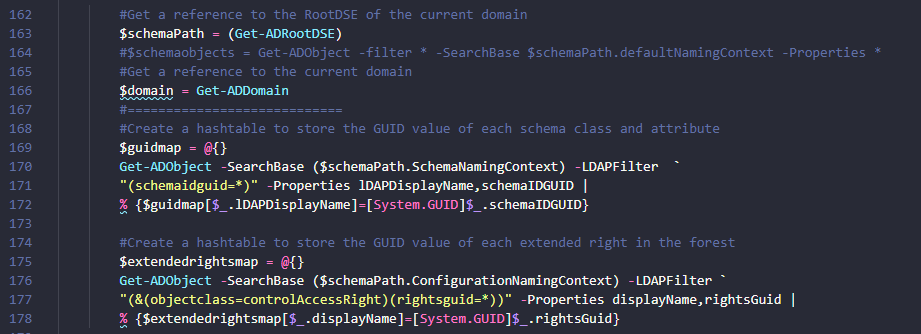 162 #Get a reference to the RootDSE of the current domain
163 $schemaPath = (Get-ADRootDSE)
164 #$schemaobjects = Get-ADObject -filter * -SearchBase $schemaPath.defaultNamingContext -Properties *
165 #Get a reference to the current domain
166 $domain = Get-ADDomain
167 #============================
168 #Create a hashtable to store the GUID value of each schema class and attribute
169 $guidmap = @{}
170 Get-ADObject -SearchBase ($schemaPath.SchemaNamingContext) -LDAPFilter  `
171 "(schemaidguid=*)" -Properties lDAPDisplayName,schemaIDGUID |
172 % {$guidmap[$_.lDAPDisplayName]=[System.GUID]$_.schemaIDGUID}
173
174 #Create a hashtable to store the GUID value of each extended right in the forest
175 $extendedrightsmap = @{}
176 Get-ADObject -SearchBase ($schemaPath.ConfigurationNamingContext) -LDAPFilter `
177 "(&(objectclass=controlAccessRight)(rightsguid=*))" -Properties displayName,rightsGuid |
178 % {$extendedrightsmap[$_.displayName]=[System.GUID]$_.rightsGuid}